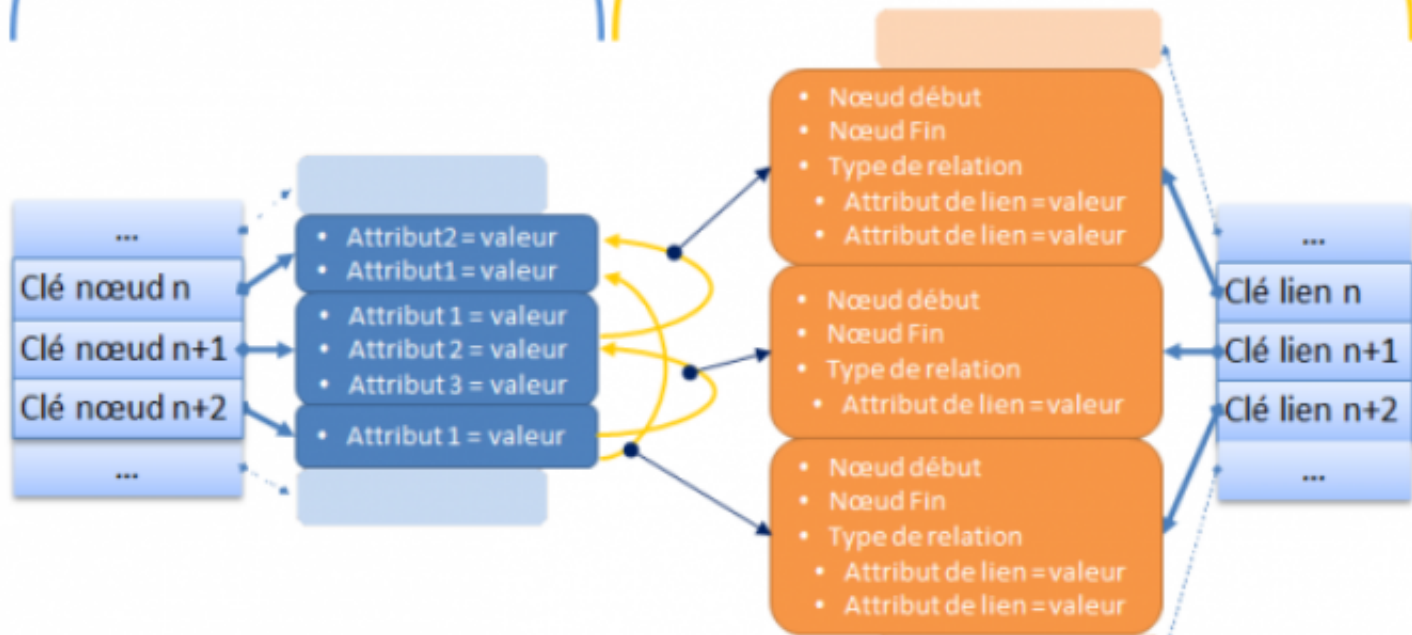 ...
Clé nœud n
Clé nœud n+1
Clé nœud n+2
...
• Attribut2 = valeur
• Attribut1 = valeur
• Attribut 1 = valeur
• Attribut 2 = valeur
• Attribut 3 = valeur
• Attribut 1 = valeur
• Nœud début
• Nœud Fin
• Type de relation
• Attribut de lien = valeur
• Attribut de lien = valeur
• Nœud début
• Nœud Fin
• Type de relation
• Attribut de lien = valeur
• Nœud début
• Nœud Fin
• Type de relation
• Attribut de lien = valeur
• Attribut de lien = valeur
...
Clé lien n
Clé lien n+1
Clé lien n+2
...